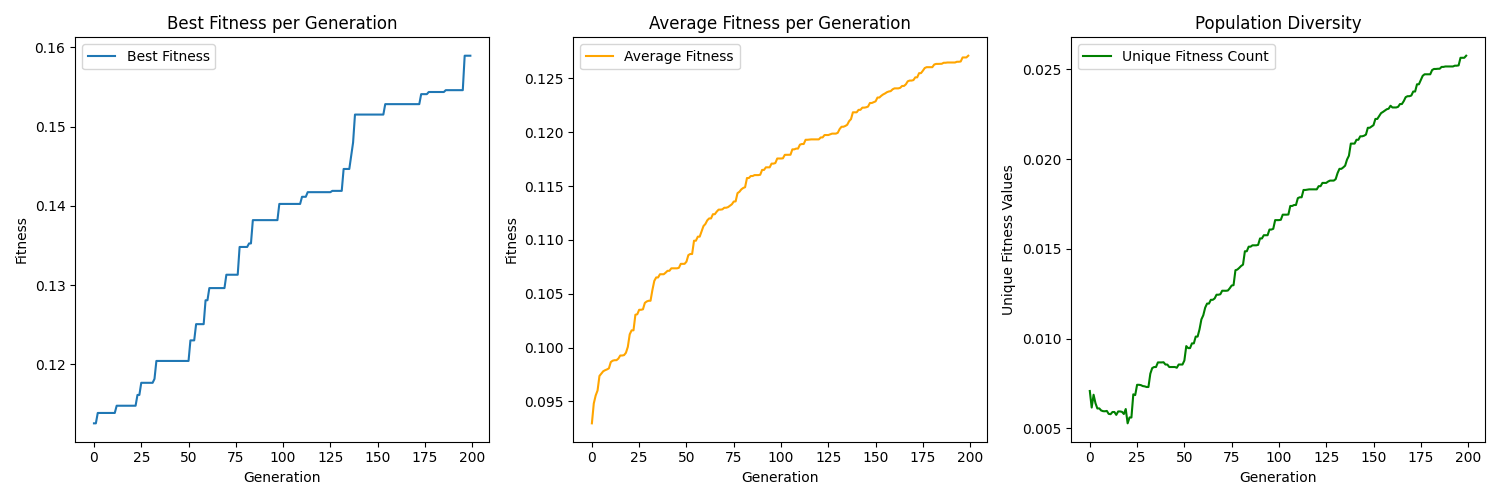 Best Fitness per Generation
Best Fitness
Fitness
0.16
0.15
0.14
0.13
0.12
0 25 50 75 100 125 150 175 200
Generation
Average Fitness per Generation
Average Fitness
Fitness
0.125
0.120
0.115
0.110
0.105
0.100
0.095
0 25 50 75 100 125 150 175 200
Generation
Population Diversity
Unique Fitness Count
Unique Fitness Values
0.025
0.020
0.015
0.010
0.005
0 25 50 75 100 125 150 175 200
Generation